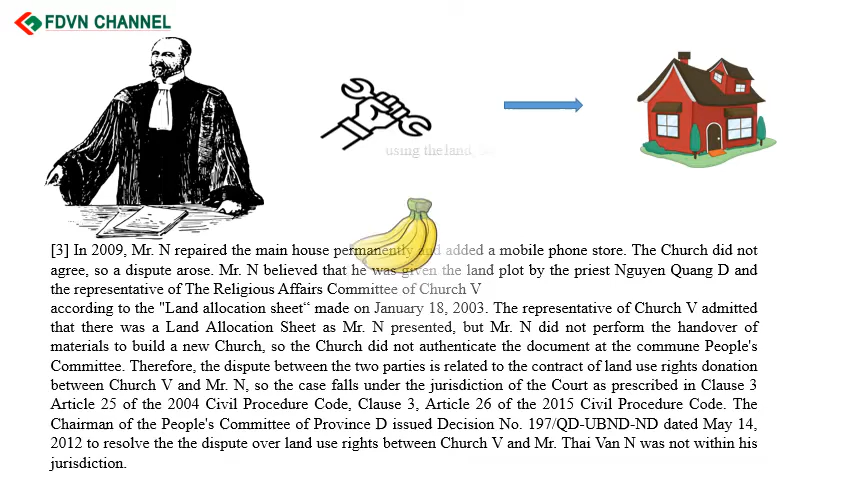 FDVN CHANNEL
using the land,
[3] In 2009, Mr. N repaired the main house permanently and added a mobile phone store. The Church did not
agree, so a dispute arose. Mr. N believed that he was given the land plot by the priest Nguyen Quang D and
the representative of The Religious Affairs Committee of Church V
according to the "Land allocation sheet“ made on January 18, 2003. The representative of Church V admitted
that there was a Land Allocation Sheet as Mr. N presented, but Mr. N did not perform the handover of
materials to build a new Church, so the Church did not authenticate the document at the commune People's
Committee. Therefore, the dispute between the two parties is related to the contract of land use rights donation
between Church V and Mr. N, so the case falls under the jurisdiction of the Court as prescribed in Clause 3
Article 25 of the 2004 Civil Procedure Code, Clause 3, Article 26 of the 2015 Civil Procedure Code. The
Chairman of the People's Committee of Province D issued Decision No. 197/QD-UBND-ND dated May 14,
2012 to resolve the the dispute over land use rights between Church V and Mr. Thai Van N was not within his
jurisdiction.